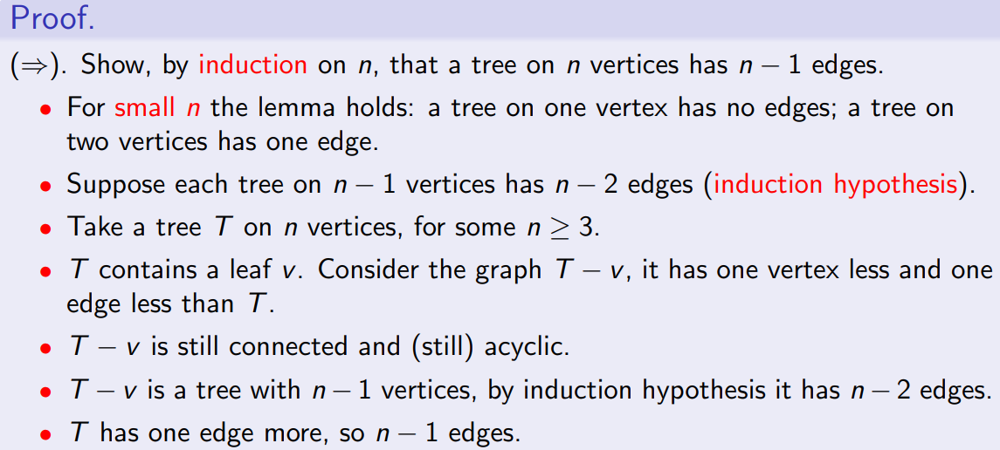 Proof.
(⇒). Show, by induction on n, that a tree on n vertices has n − 1 edges.
• For small n the lemma holds: a tree on one vertex has no edges; a tree on
two vertices has one edge.
• Suppose each tree on n − 1 vertices has n − 2 edges (induction hypothesis).
• Take a tree T on n vertices, for some n ≥ 3.
• T contains a leaf v. Consider the graph T − v, it has one vertex less and one
edge less than T.
• T − v is still connected and (still) acyclic.
• T − v is a tree with n − 1 vertices, by induction hypothesis it has n − 2 edges.
• T has one edge more, so n − 1 edges.